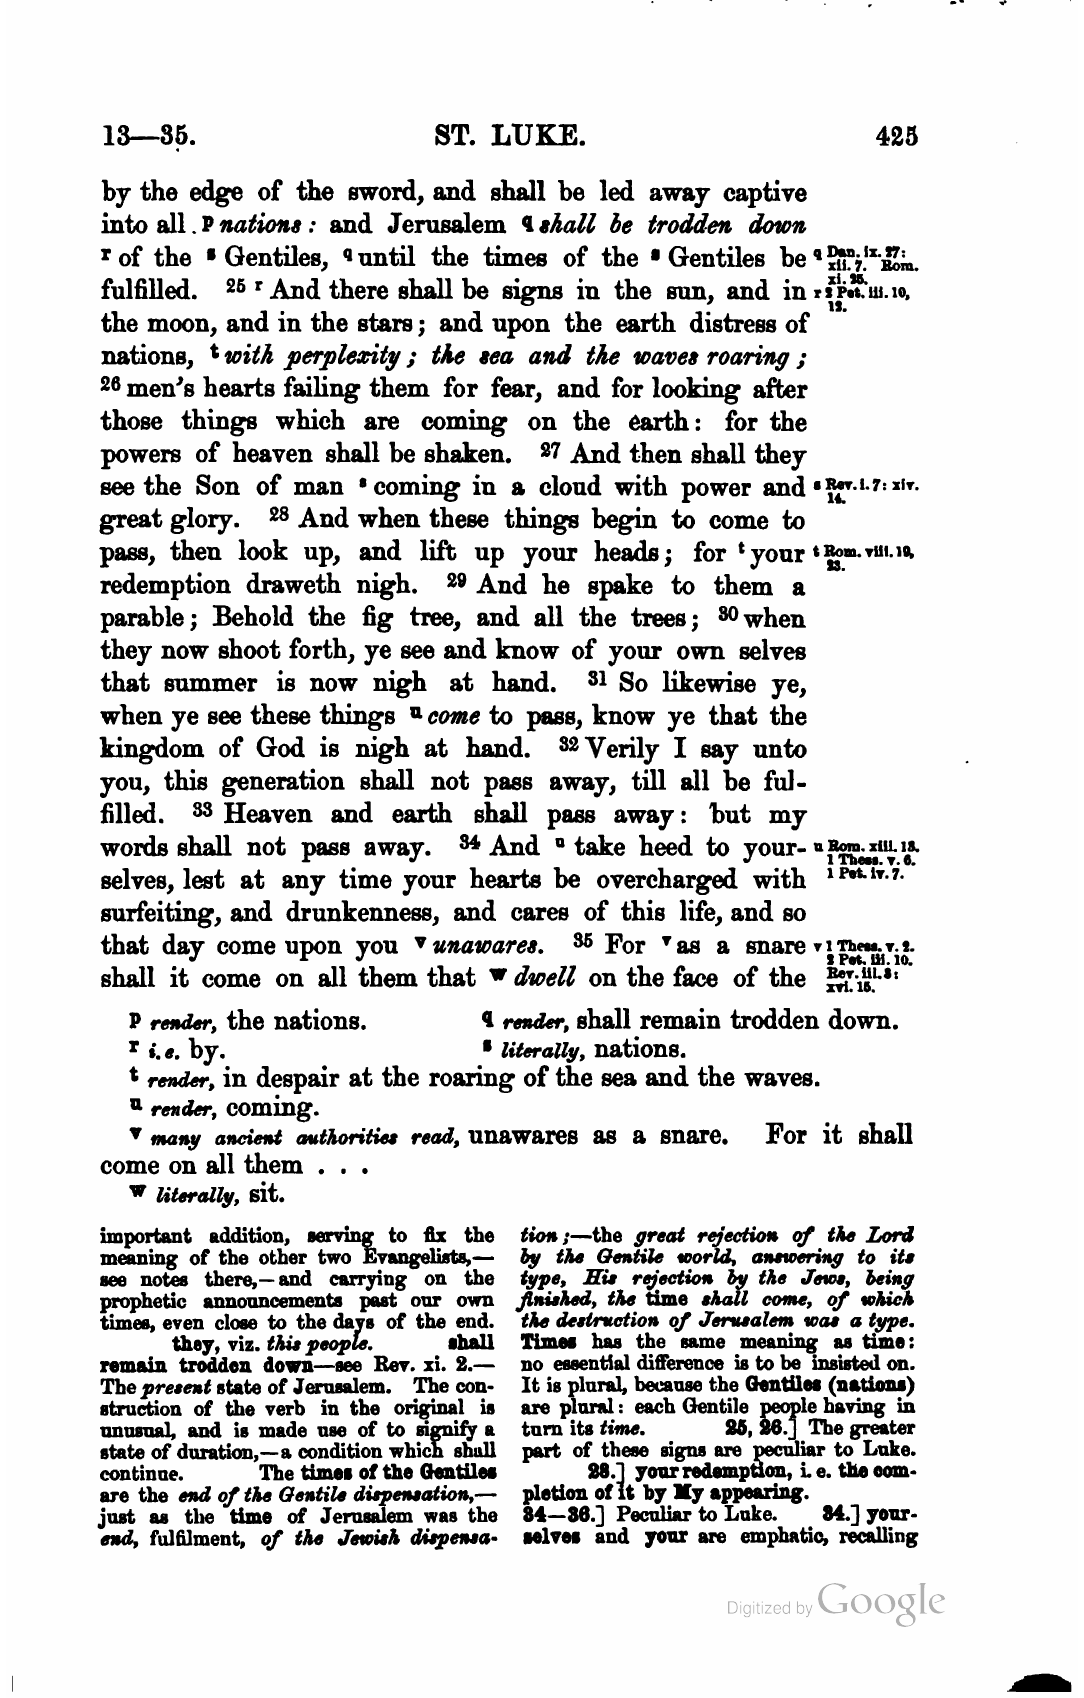 13—35. ST. LUKE. 425
by the edge of the sword, and shall be led away captive
into all . p nations : and Jerusalem q shall be trodden down
r of the s Gentiles, q until the times of the s Gentiles be
fulfilled. 25 r And there shall be signs in the sun, and in
the moon, and in the stars; and upon the earth distress of
nations, t with perplexity ; the sea and the waves roaring ;
26 men's hearts failing them for fear, and for looking after
those things which are coming on the earth: for the
powers of heaven shall be shaken. 27 And then shall they
see the Son of man s coming in a cloud with power and
great glory. 28 And when these things begin to come to
pass, then look up, and lift up your heads; for t your
redemption draweth nigh. 29 And he spake to them a
parable; Behold the fig tree, and all the trees; 30 when
they now shoot forth, ye see and know of your own selves
that summer is now nigh at hand. 31 So likewise ye,
when ye see these things u come to pass, know ye that the
kingdom of God is nigh at hand. 32 Verily I say unto
you, this generation shall not pass away, till all be ful-
filled. 33 Heaven and earth shall pass away: but my
words shall not pass away. 34 And u take heed to your-
selves, lest at any time your hearts be overcharged with
surfeiting, and drunkenness, and cares of this life, and so
that day come upon you v unawares. 35 For v as a snare
shall it come on all them that w dwell on the face of the
q Dan. ix. 27:
xii. 7. Rom.
xi. 25.
r 2 Pet. iii. 10,
12.
s Rev. i. 7: xiv.
14.
t Rom. viii. 19,
23.
u Rom. xiii. 13.
1 Thess. v. 6.
1 Pet. iv. 7.
v 1 Thess. v. 2.
2 Pet. iii. 10.
Rev. iii. 3:
xvi. 15.
p render, the nations. q render, shall remain trodden down.
r i.e. by. s literally, nations.
t render, in despair at the roaring of the sea and the waves.
u render, coming.
v many ancient authorities read, unawares as a snare. For it shall
come on all them . . .
w literally, sit.
important addition, serving to fix the
meaning of the other two Evangelists,—
see notes there,—and carrying on the
prophetic announcements past our own
times, even close to the days of the end.
they, viz. this people. shall
remain trodden down—see Rev. xi. 2.—
The present state of Jerusalem. The con-
struction of the verb in the original is
unusual, and is made use of to signify a
state of duration,—a condition which shall
continue. The times of the Gentiles
are the end of the Gentile dispensation,—
just as the time of Jerusalem was the
end, fulfilment, of the Jewish dispensa-
tion ;—the great rejection of the Lord
by the Gentile world, answering to its
type, His rejection by the Jews, being
finished, the time shall come, of which
the destruction of Jerusalem was a type.
Times has the same meaning as time:
no essential difference is to be insisted on.
It is plural, because the Gentiles (nations)
are plural: each Gentile people having in
turn its time. 25, 26.] The greater
part of these signs are peculiar to Luke.
28.] your redemption, i. e. the com-
pletion of it by My appearing.
34—36.] Peculiar to Luke. 34.] your-
selves and your are emphatic, recalling
Digitized by Google